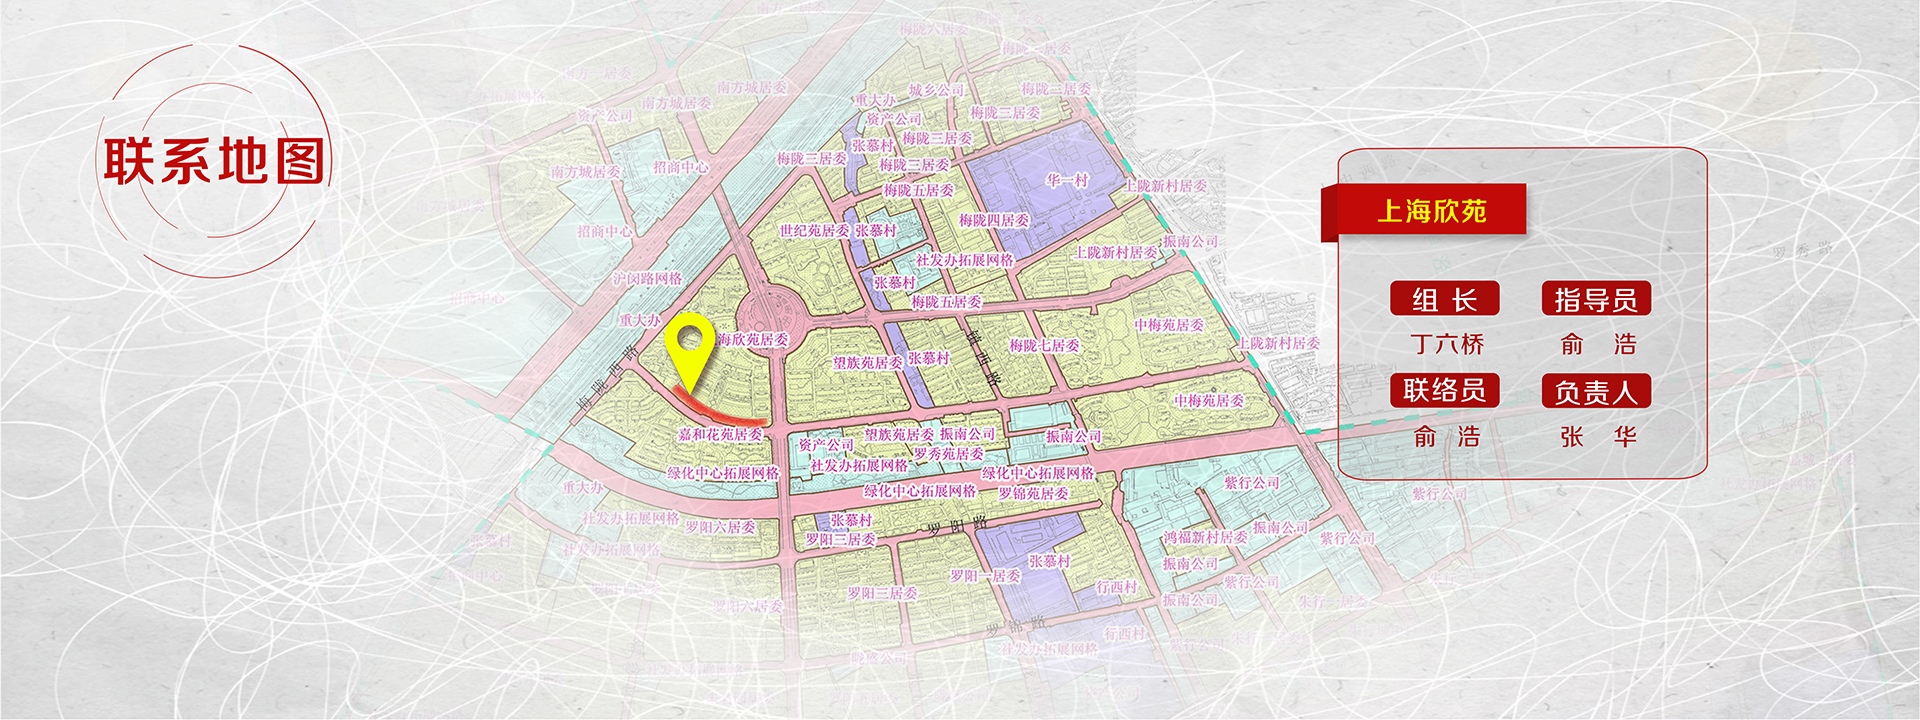 联系地图
梅陇六居委
梅陇一居委
南方一居委
南方城居委
城乡公司
梅陇二居委
重大办
南方城居委
资产公司
资产公司
梅陇三居委
梅陇三居委
张慕村
梅陇三居委
梅陇三居委
招商中心
南方城居委
华一村
上陇新村居委
梅陇五居委
梅陇四居委
世纪苑居委
张慕村
招商中心
振南公司
上陇新村居委
社发办拓展网格
沪闵路网格
张慕村
招商中心
梅陇五居委
重大办
中梅苑居委
海欣苑居委
梅陇七居委
上陇新村居委
张慕村
望族苑居委
梅陇西路
中梅苑居委
嘉和花苑居委
望族苑居委
振南公司
振南公司
资产公司
罗秀苑居委
社发办拓展网格
绿化中心拓展网格
绿化中心拓展网格
紫行公司
重大办
绿化中心拓展网格
罗锦苑居委
紫行公司
社发办拓展网格
张慕村
罗阳路
罗阳六居委
振南公司
张慕村
罗阳三居委
鸿福新村居委
紫行公司
社发办拓展网格
张慕村
振南公司
罗阳一居委
紫行公司
行西村
罗阳三居委
振南公司
朱行一居委
罗阳六居委
罗锦路
行西村
社发办拓展网格
紫行公司
罗秀路
上海欣苑
组长
指导员
丁六桥
俞浩
联络员
负责人
俞浩
张华